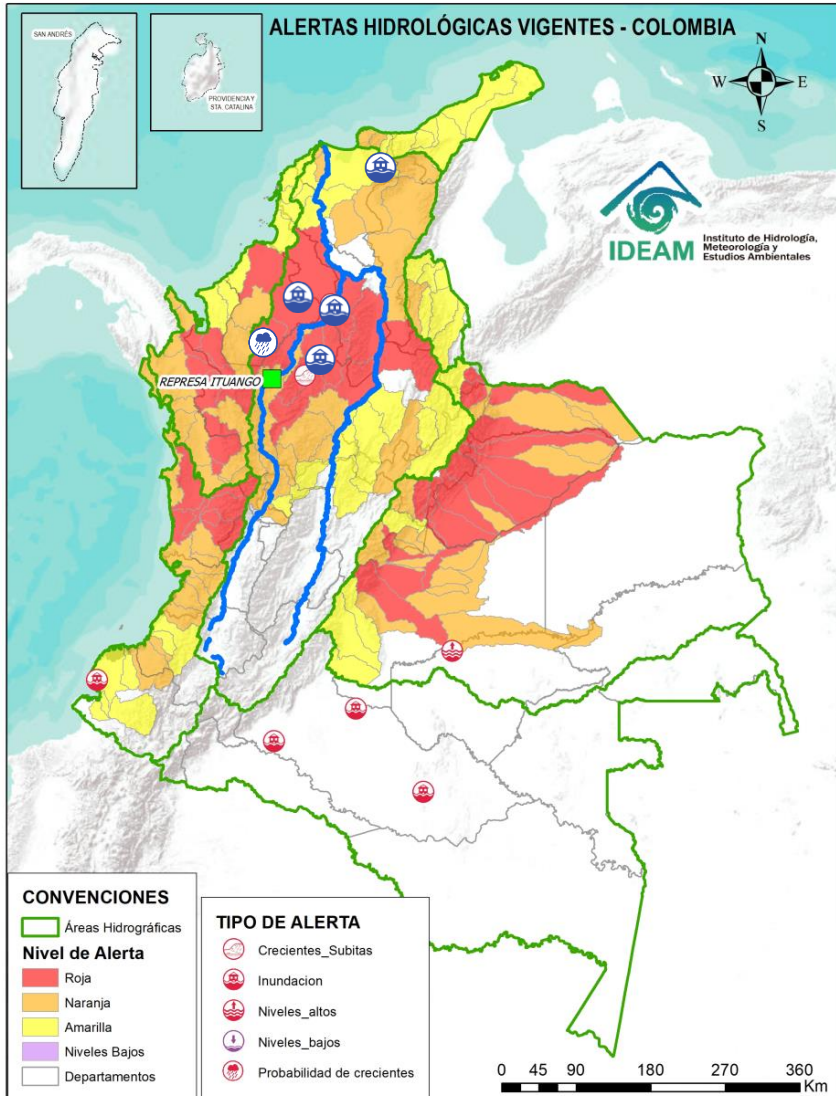 ALERTAS HIDROLÓGICAS VIGENTES - COLOMBIA
SAN ANDRÉS
PROVIDENCIA Y
STA. CATALINA
N
W
E
S
IDEAM
Instituto de Hidrología,
Meteorología y
Estudios Ambientales
REPRESA ITUANGO
CONVENCIONES
Áreas Hidrográficas
Nivel de Alerta
Roja
Naranja
Amarilla
Niveles Bajos
Departamentos
TIPO DE ALERTA
Crecientes_Subitas
Inundacion
Niveles_altos
Niveles_bajos
Probabilidad de crecientes
0 45 90 180 270 360
Km